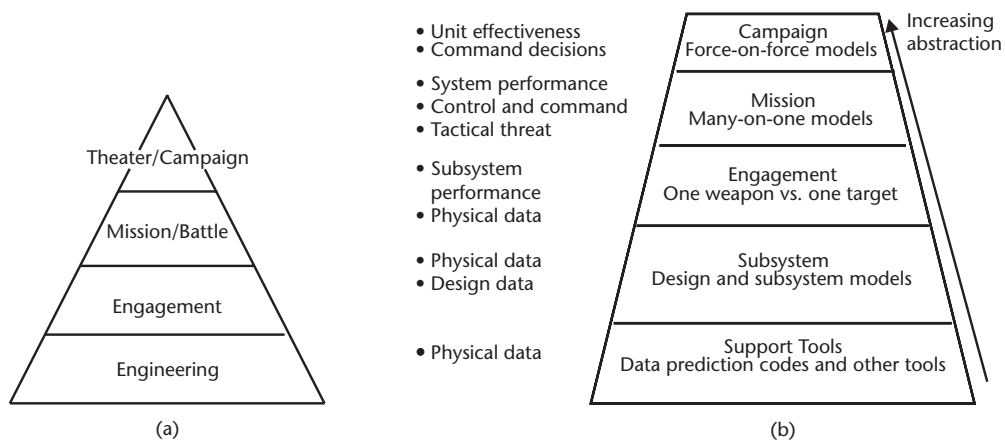 Theater/Campaign
Mission/Battle
Engagement
Engineering
(a)
• Unit effectiveness
• Command decisions
• System performance
• Control and command
• Tactical threat
• Subsystem
performance
• Physical data
• Physical data
• Design data
• Physical data
Campaign
Force-on-force models
Mission
Many-on-one models
Engagement
One weapon vs. one target
Subsystem
Design and subsystem models
Support Tools
Data prediction codes and other tools
Increasing
abstraction
(b)